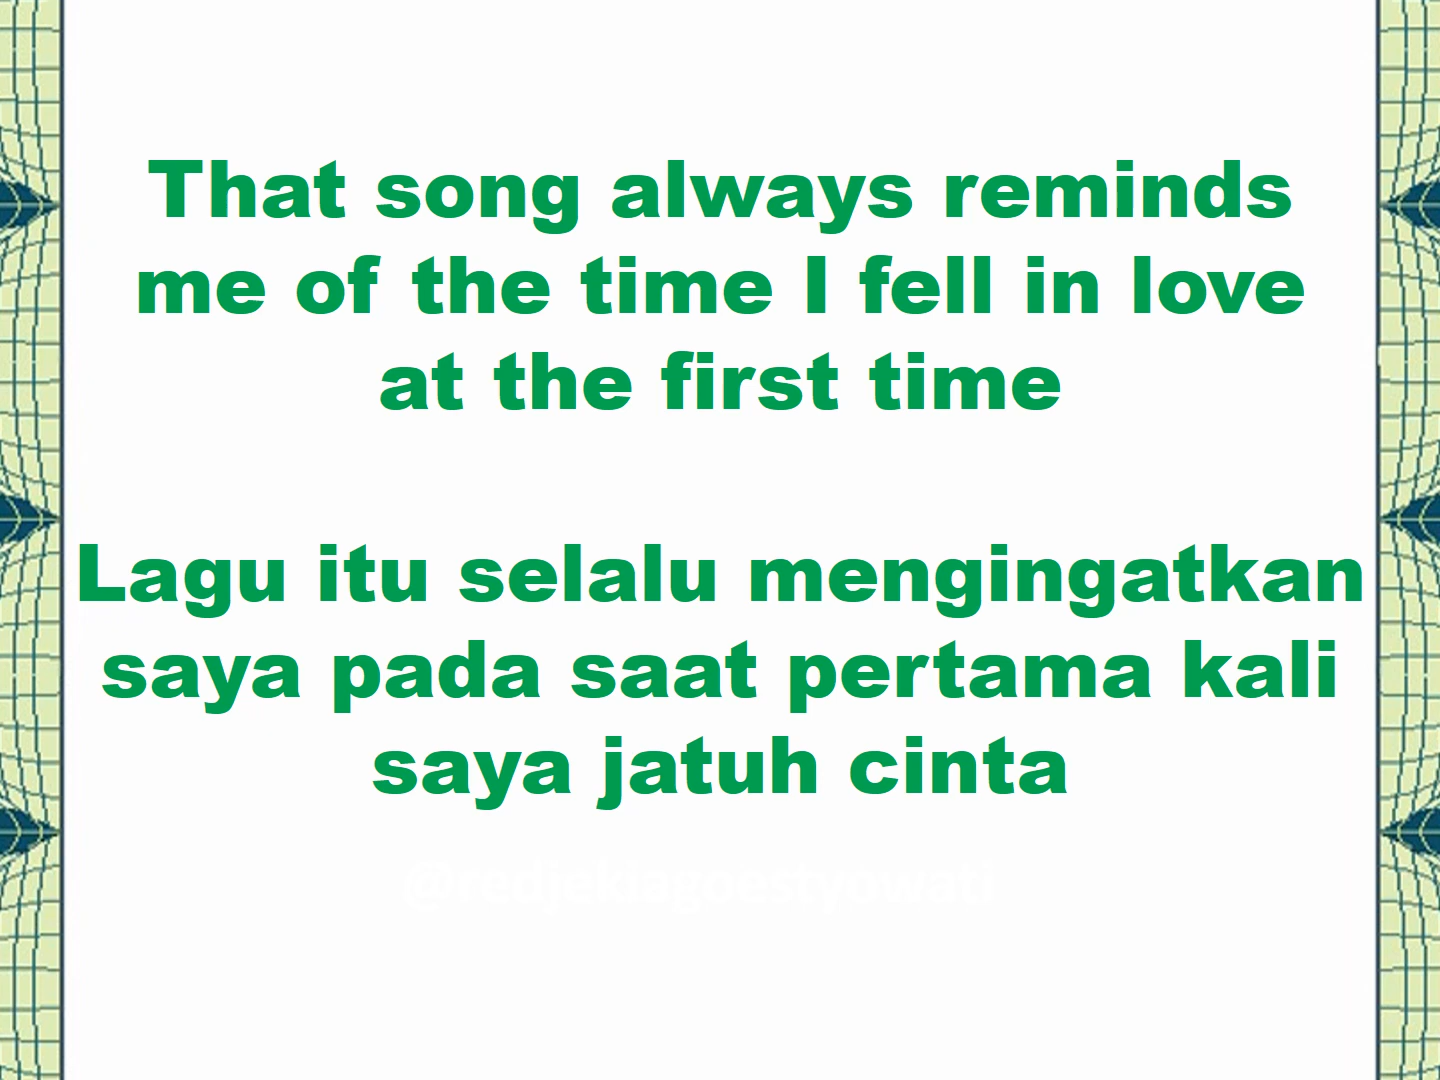 That song always reminds
me of the time I fell in love
at the first time
Lagu itu selalu mengingatkan
saya pada saat pertama kali
saya jatuh cinta